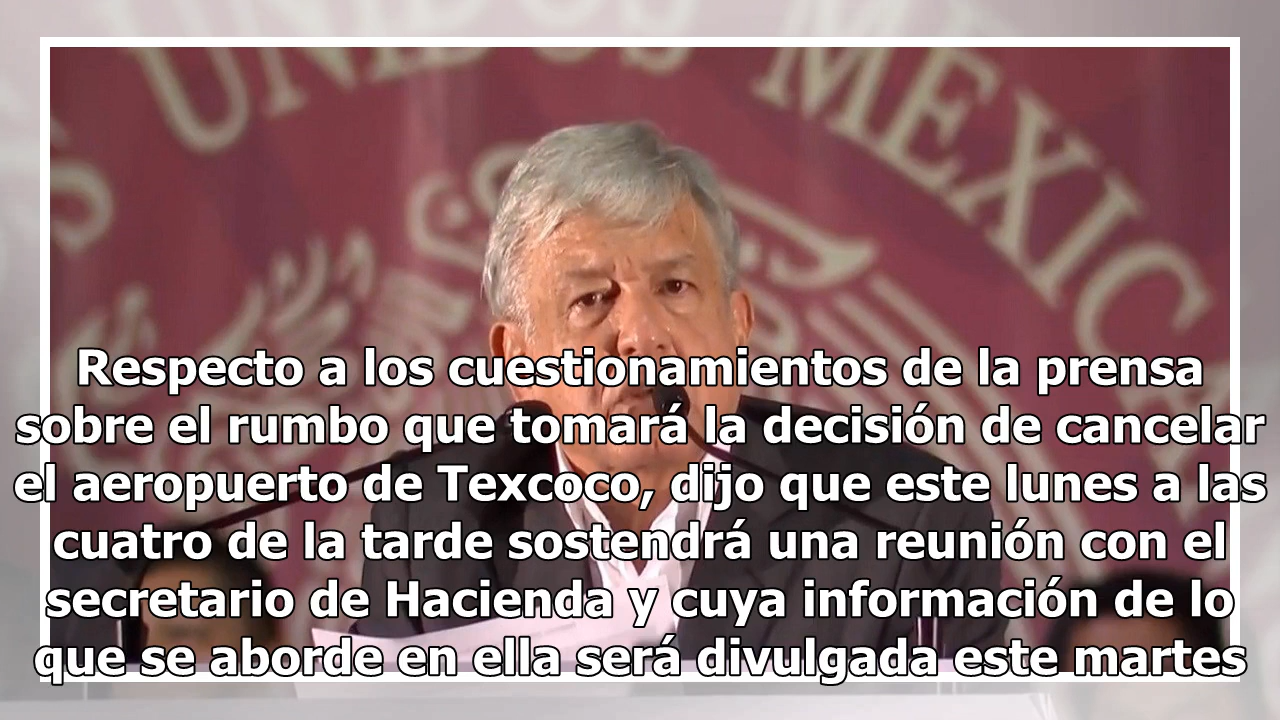 S UNIDOS MEXICA
Respecto a los cuestionamientos de la prensa
sobre el rumbo que tomará la decisión de cancelar
el aeropuerto de Texcoco, dijo que este lunes a las
cuatro de la tarde sostendrá una reunión con el
secretario de Hacienda y cuya información de lo
que se aborde en ella será divulgada este martes